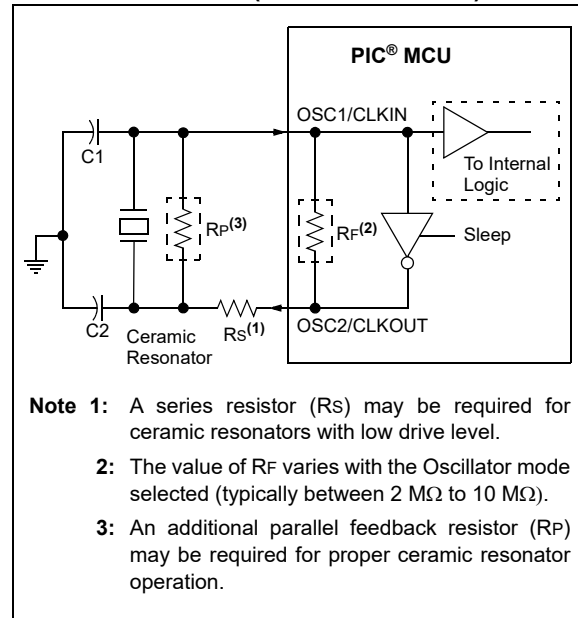 PIC® MCU
OSC1/CLKIN
C1
To Internal
Logic
RP(3)
RF(2)
Sleep
C2
Ceramic
Resonator
RS(1)
OSC2/CLKOUT
Note 1: A series resistor (RS) may be required for
ceramic resonators with low drive level.
2: The value of RF varies with the Oscillator mode
selected (typically between 2 MΩ to 10 MΩ).
3: An additional parallel feedback resistor (RP)
may be required for proper ceramic resonator
operation.